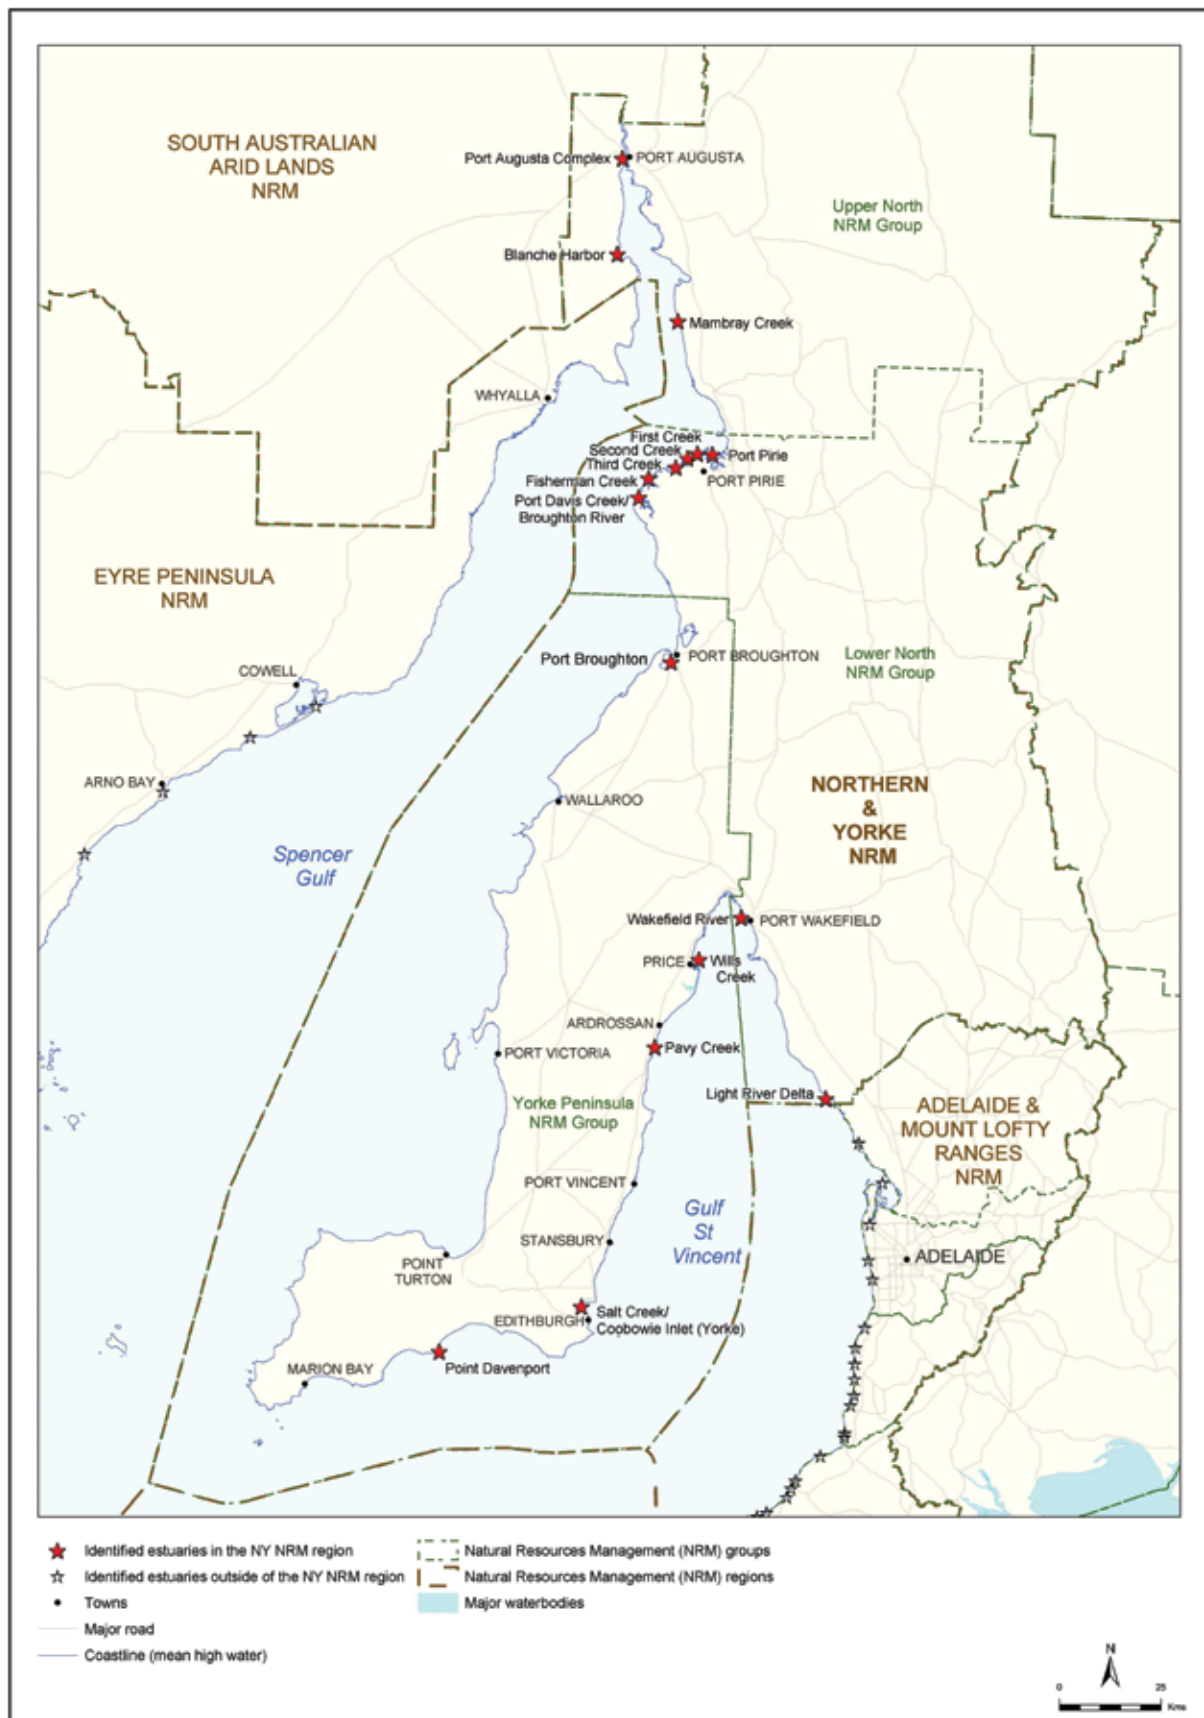 SOUTH AUSTRALIAN
ARID LANDS
NRM
Port Augusta Complex
PORT AUGUSTA
Upper North
NRM Group
Blanche Harbor
Mambray Creek
WHYALLA
First Creek
Second Creek
Third Creek
Port Pirie
PORT PIRIE
Fisherman Creek
Port Davis Creek/
Broughton River
EYRE PENINSULA
NRM
Port Broughton
PORT BROUGHTON
Lower North
NRM Group
COWELL
ARNO BAY
WALLAROO
NORTHERN
&
YORKE
NRM
Spencer
Gulf
Wakefield River
PORT WAKEFIELD
PRICE
Wills
Creek
ARDROSSAN
Pavy Creek
PORT VICTORIA
Light River Delta
Yorke Peninsula
NRM Group
ADELAIDE &
MOUNT LOFTY
RANGES
NRM
PORT VINCENT
Gulf
St
Vincent
STANSBURY
POINT
TURTON
ADELAIDE
EDITHBURGH
Salt Creek/
Coobowie Inlet (Yorke)
Point Davenport
MARION BAY
Identified estuaries in the NY NRM region
Identified estuaries outside of the NY NRM region
Towns
Major road
Coastline (mean high water)
Natural Resources Management (NRM) groups
Natural Resources Management (NRM) regions
Major waterbodies
N
0 25
Kms